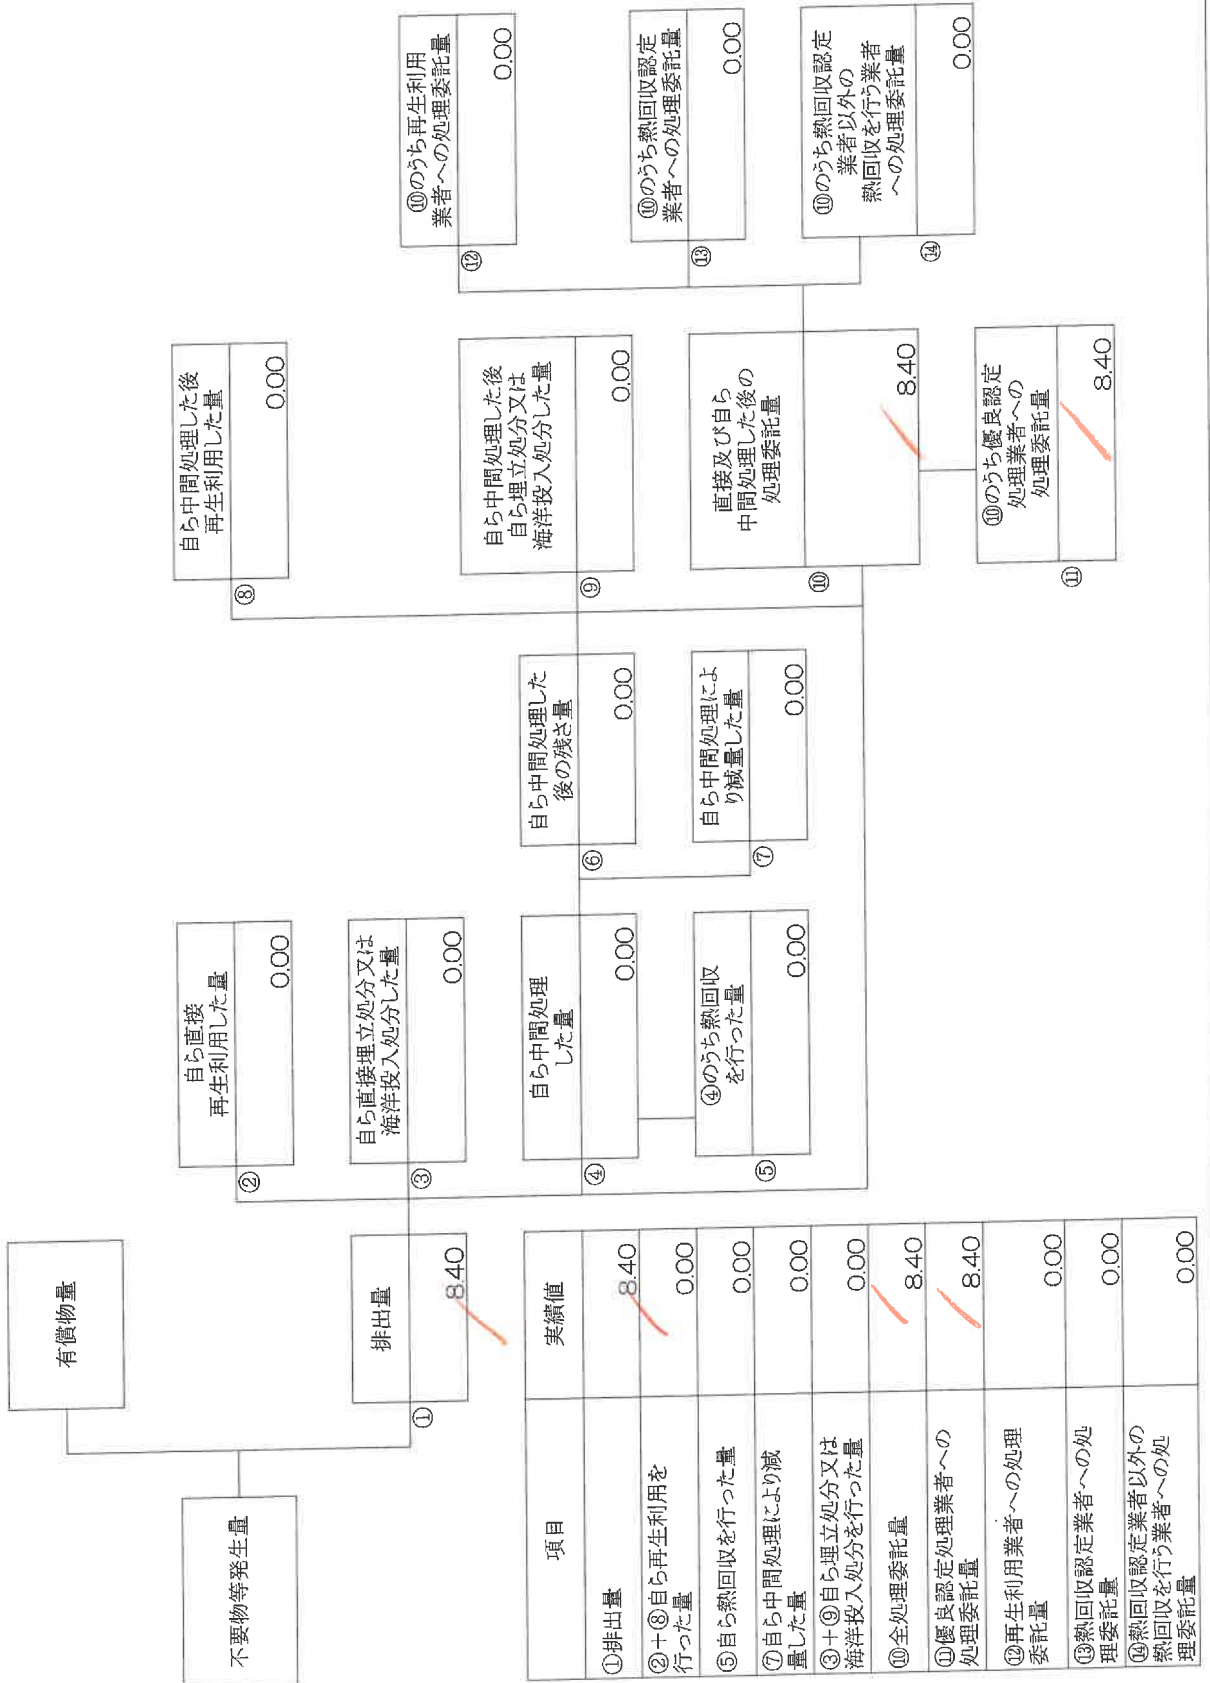 不要物等発生量
有償物量
排出量
①
8.40
自ら直接
再生利用した量
②
0.00
自ら直接埋立処分又は
海洋投入処分した量
③
0.00
自ら中間処理
した量
④
0.00
④のうち熱回収
を行った量
⑤
0.00
自ら中間処理した
後の残さ量
⑥
0.00
自ら中間処理によ
り減量した量
⑦
0.00
自ら中間処理した後
再生利用した量
⑧
0.00
自ら中間処理した後
自ら埋立処分又は
海洋投入処分した量
⑨
0.00
直接及び自ら
中間処理した後の
処理委託量
⑩
8.40
⑩のうち優良認定
処理業者への
処理委託量
⑪
8.40
⑩のうち再生利用
業者への処理委託量
⑫
0.00
⑩のうち熱回収認定
業者への処理委託量
⑬
0.00
⑩のうち熱回収認定
業者以外の
熱回収を行う業者
への処理委託量
⑭
0.00
項目 実績値
①排出量 8.40
②+⑧自ら再生利用を
行った量 0.00
⑤自ら熱回収を行った量 0.00
⑦自ら中間処理により減
量した量 0.00
③+⑨自ら埋立処分又は
海洋投入処分を行った量 0.00
⑩全処理委託量 8.40
⑪優良認定処理業者への
処理委託量 8.40
⑫再生利用業者への処理
委託量 0.00
⑬熱回収認定業者への処
理委託量 0.00
⑭熱回収認定業者以外の
熱回収を行う業者への処
理委託量 0.00